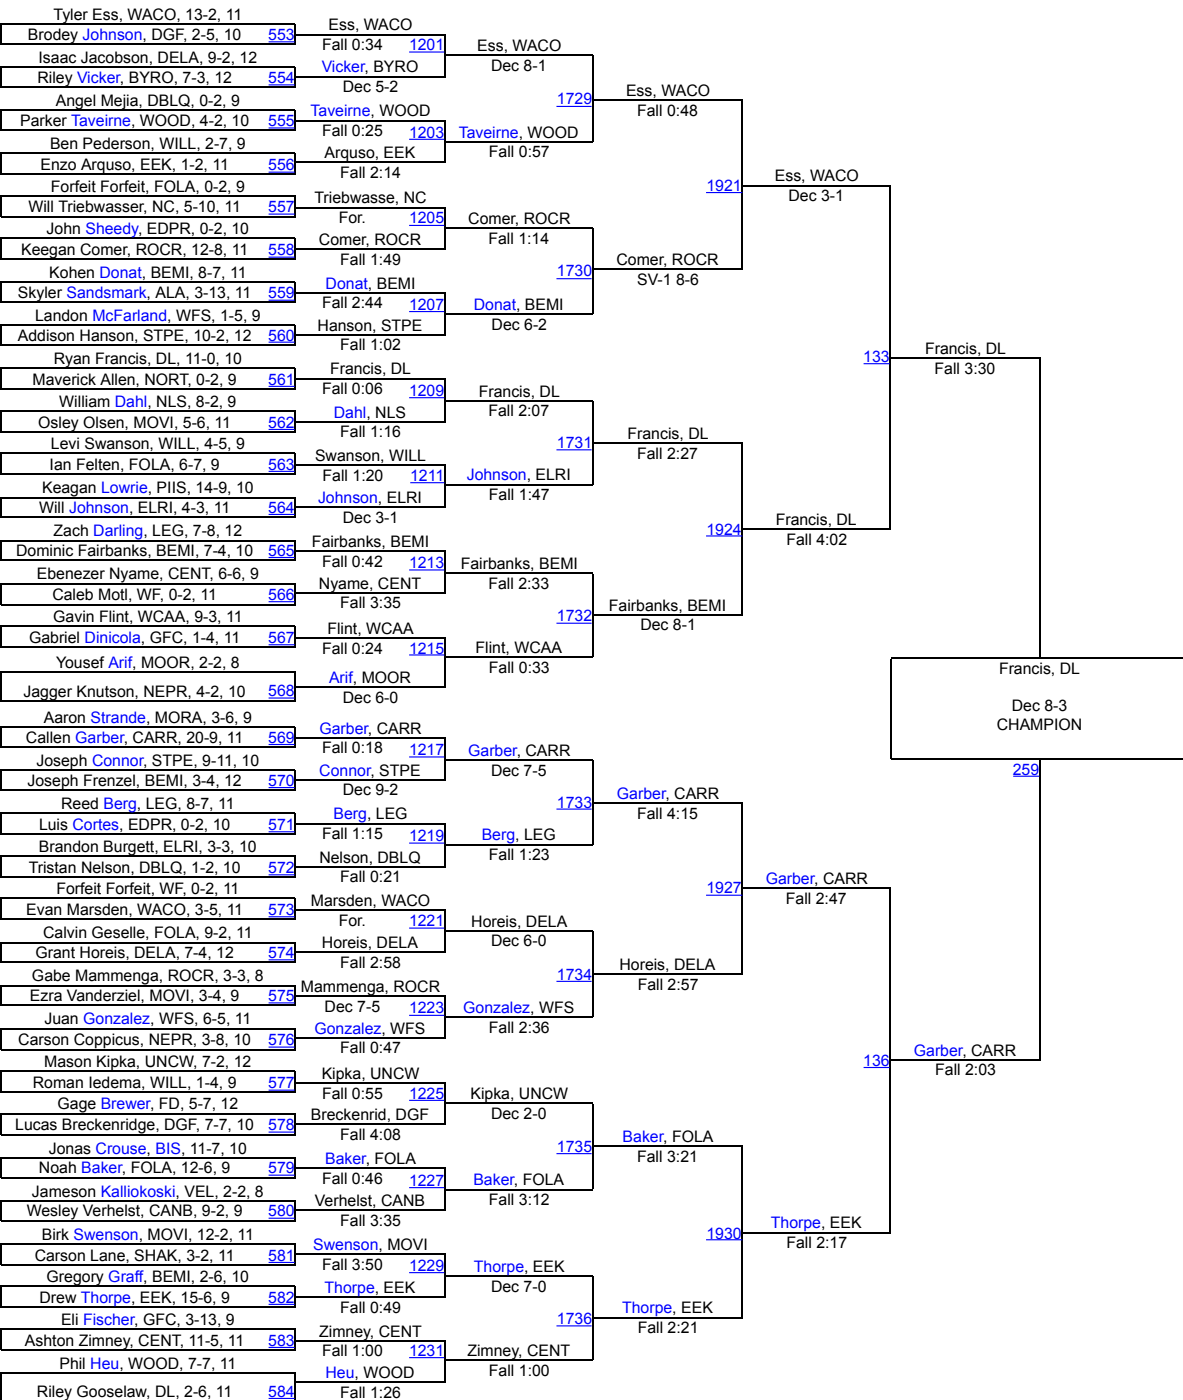 Tyler Ess, WACO, 13-2, 11
Brodey Johnson, DGF, 2-5, 10 553
Isaac Jacobson, DELA, 9-2, 12
Riley Vicker, BYRO, 7-3, 12 554
Angel Mejia, DBLQ, 0-2, 9
Parker Taveirne, WOOD, 4-2, 10 555
Ben Pederson, WILL, 2-7, 9
Enzo Arquso, EEK, 1-2, 11 556
Forfeit Forfeit, FOLA, 0-2, 9
Will Triebwasser, NC, 5-10, 11 557
John Sheedy, EDPR, 0-2, 10
Keegan Comer, ROCR, 12-8, 11 558
Kohen Donat, BEMI, 8-7, 11
Skyler Sandsmark, ALA, 3-13, 11 559
Landon McFarland, WFS, 1-5, 9
Addison Hanson, STPE, 10-2, 12 560
Ryan Francis, DL, 11-0, 10
Maverick Allen, NORT, 0-2, 9 561
William Dahl, NLS, 8-2, 9
Osley Olsen, MOVI, 5-6, 11 562
Levi Swanson, WILL, 4-5, 9
Ian Felten, FOLA, 6-7, 9 563
Keagan Lowrie, PIIS, 14-9, 10
Will Johnson, ELRI, 4-3, 11 564
Zach Darling, LEG, 7-8, 12
Dominic Fairbanks, BEMI, 7-4, 10 565
Ebenezer Nyame, CENT, 6-6, 9
Caleb Motl, WF, 0-2, 11 566
Gavin Flint, WCAA, 9-3, 11
Gabriel Dinicola, GFC, 1-4, 11 567
Yousef Arif, MOOR, 2-2, 8
Jagger Knutson, NEPR, 4-2, 10 568
Aaron Strande, MORA, 3-6, 9
Callen Garber, CARR, 20-9, 11 569
Joseph Connor, STPE, 9-11, 10
Joseph Frenzel, BEMI, 3-4, 12 570
Reed Berg, LEG, 8-7, 11
Luis Cortes, EDPR, 0-2, 10 571
Brandon Burgett, ELRI, 3-3, 10
Tristan Nelson, DBLQ, 1-2, 10 572
Forfeit Forfeit, WF, 0-2, 11
Evan Marsden, WACO, 3-5, 11 573
Calvin Geselle, FOLA, 9-2, 11
Grant Horeis, DELA, 7-4, 12 574
Gabe Mammenga, ROCR, 3-3, 8
Ezra Vanderziel, MOVI, 3-4, 9 575
Juan Gonzalez, WFS, 6-5, 11
Carson Coppicus, NEPR, 3-8, 10 576
Mason Kipka, UNCW, 7-2, 12
Roman Iedema, WILL, 1-4, 9 577
Gage Brewer, FD, 5-7, 12
Lucas Breckenridge, DGF, 7-7, 10 578
Jonas Crouse, BIS, 11-7, 10
Noah Baker, FOLA, 12-6, 9 579
Jameson Kalliokoski, VEL, 2-2, 8
Wesley Verhelst, CANB, 9-2, 9 580
Birk Swenson, MOVI, 12-2, 11
Carson Lane, SHAK, 3-2, 11 581
Gregory Graff, BEMI, 2-6, 10
Drew Thorpe, EEK, 15-6, 9 582
Eli Fischer, GFC, 3-13, 9
Ashton Zimney, CENT, 11-5, 11 583
Phil Heu, WOOD, 7-7, 11
Riley Gooselaw, DL, 2-6, 11 584
Ess, WACO
Fall 0:34 1201
Vicker, BYRO
Dec 5-2
Taveirne, WOOD
Fall 0:25 1203
Arquso, EEK
Fall 2:14
Triebwasse, NC
For. 1205
Comer, ROCR
Fall 1:49
Donat, BEMI
Fall 2:44 1207
Hanson, STPE
Fall 1:02
Francis, DL
Fall 0:06 1209
Dahl, NLS
Fall 1:16
Swanson, WILL
Fall 1:20 1211
Johnson, ELRI
Dec 3-1
Fairbanks, BEMI
Fall 0:42 1213
Nyame, CENT
Fall 3:35
Flint, WCAA
Fall 0:24 1215
Arif, MOOR
Dec 6-0
Garber, CARR
Fall 0:18 1217
Connor, STPE
Dec 9-2
Berg, LEG
Fall 1:15 1219
Nelson, DBLQ
Fall 0:21
Marsden, WACO
For. 1221
Horeis, DELA
Fall 2:58
Mammenga, ROCR
Dec 7-5 1223
Gonzalez, WFS
Fall 0:47
Kipka, UNCW
Fall 0:55 1225
Breckenrid, DGF
Fall 4:08
Baker, FOLA
Fall 0:46 1227
Verhelst, CANB
Fall 3:35
Swenson, MOVI
Fall 3:50 1229
Thorpe, EEK
Fall 0:49
Zimney, CENT
Fall 1:00 1231
Heu, WOOD
Fall 1:26
Ess, WACO
Dec 8-1
1729
Taveirne, WOOD
Fall 0:57
Comer, ROCR
Fall 1:14
1730
Donat, BEMI
Dec 6-2
Francis, DL
Fall 2:07
1731
Johnson, ELRI
Fall 1:47
Fairbanks, BEMI
Fall 2:33
1732
Flint, WCAA
Fall 0:33
Garber, CARR
Dec 7-5
1733
Berg, LEG
Fall 1:23
Horeis, DELA
Dec 6-0
1734
Gonzalez, WFS
Fall 2:36
Kipka, UNCW
Dec 2-0
1735
Baker, FOLA
Fall 3:12
Thorpe, EEK
Dec 7-0
1736
Zimney, CENT
Fall 1:00
Ess, WACO
Fall 0:48
1921
Comer, ROCR
SV-1 8-6
Francis, DL
Fall 2:27
1924
Fairbanks, BEMI
Dec 8-1
Garber, CARR
Fall 4:15
1927
Horeis, DELA
Fall 2:57
Baker, FOLA
Fall 3:21
1930
Thorpe, EEK
Fall 2:21
Ess, WACO
Dec 3-1
133
Francis, DL
Fall 4:02
Garber, CARR
Fall 2:47
136
Thorpe, EEK
Fall 2:17
Francis, DL
Fall 3:30
Francis, DL
Dec 8-3
CHAMPION
259
Garber, CARR
Fall 2:03